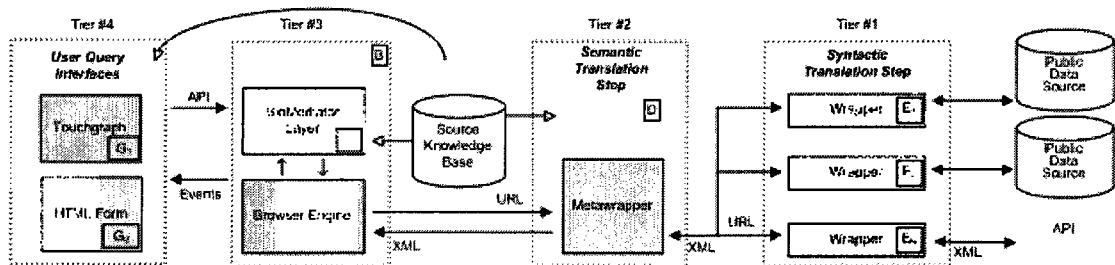 Tier #4
Tier #3
Tier #2
Tier #1
User Query
Interfaces
Touchgraph
HTML Form
API
Events
B
Layer
Browser Engine
Source
Knowledge
Base
URL
XML
Semantic
Translation
Step
D
Metawrapper
XML
URL
Syntactic
Translation Step
Wrapper
Wrapper
Wrapper
Public
Data
Source
Public
Data
Source
API
XML